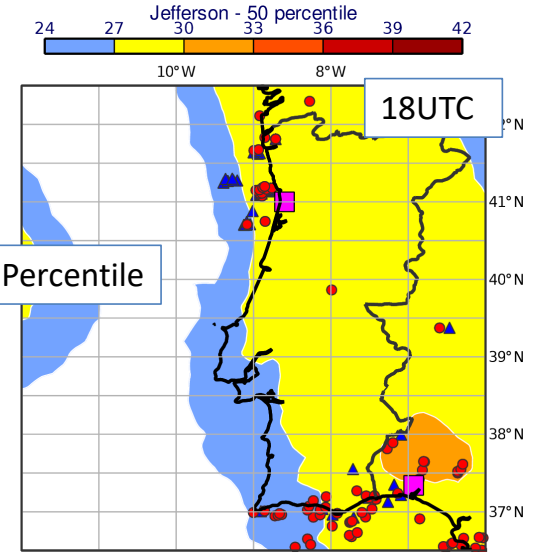 Jefferson - 50 percentile
24 27 30 33 36 39 42
10°W 8°W
18UTC
2°N
41°N
Percentile
40°N
39°N
38°N
37°N